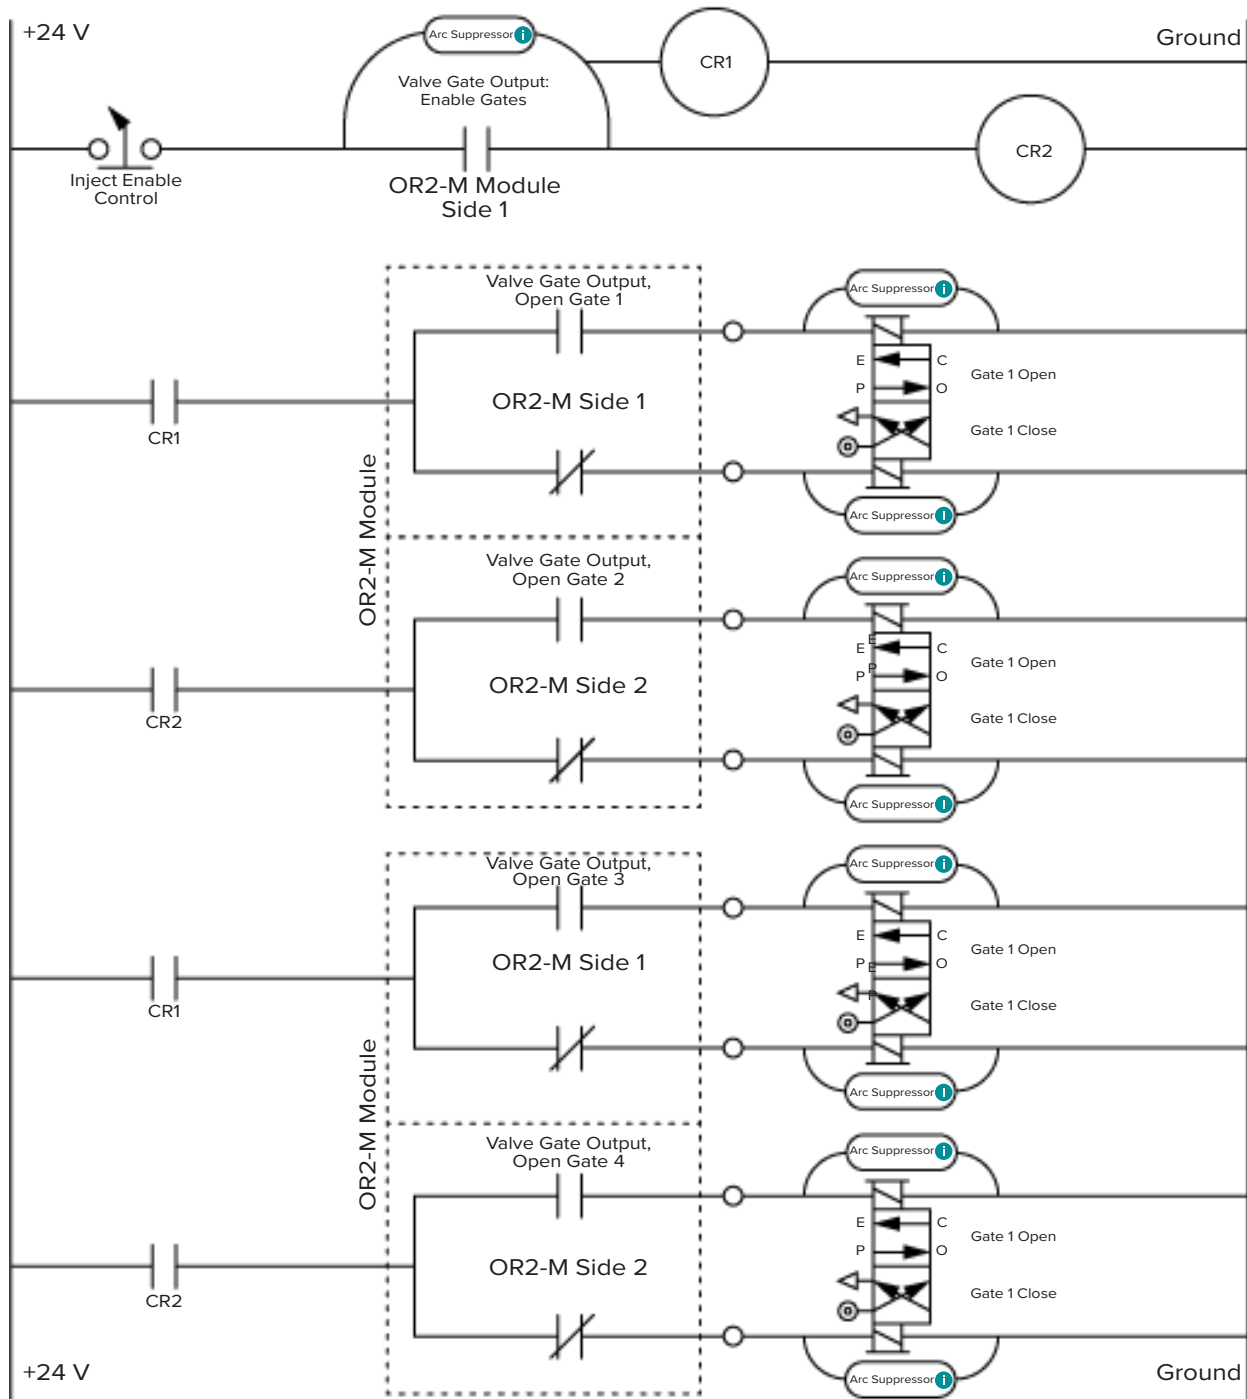 +24 V
Arc Suppressor i
Ground
CR1
Valve Gate Output:
Enable Gates
CR2
Inject Enable
Control
OR2-M Module
Side 1
Valve Gate Output,
Open Gate 1
Arc Suppressor i
E C
Gate 1 Open
P O
OR2-M Side 1
CR1
Gate 1 Close
OR2-M Module
Arc Suppressor I
Valve Gate Output,
Open Gate 2
Arc Suppressor i
E
E C
Gate 1 Open
P
P O
OR2-M Side 2
CR2
Gate 1 Close
Arc Suppressor I
Valve Gate Output,
Open Gate 3
Arc Suppressor i
E C
Gate 1 Open
OR2-M Side 1
P E O
P
CR1
Gate 1 Close
OR2-M Module
Arc Suppressor I
Valve Gate Output,
Open Gate 4
Arc Suppressor i
E C
Gate 1 Open
P O
OR2-M Side 2
CR2
Gate 1 Close
+24 V
Arc Suppressor i
Ground